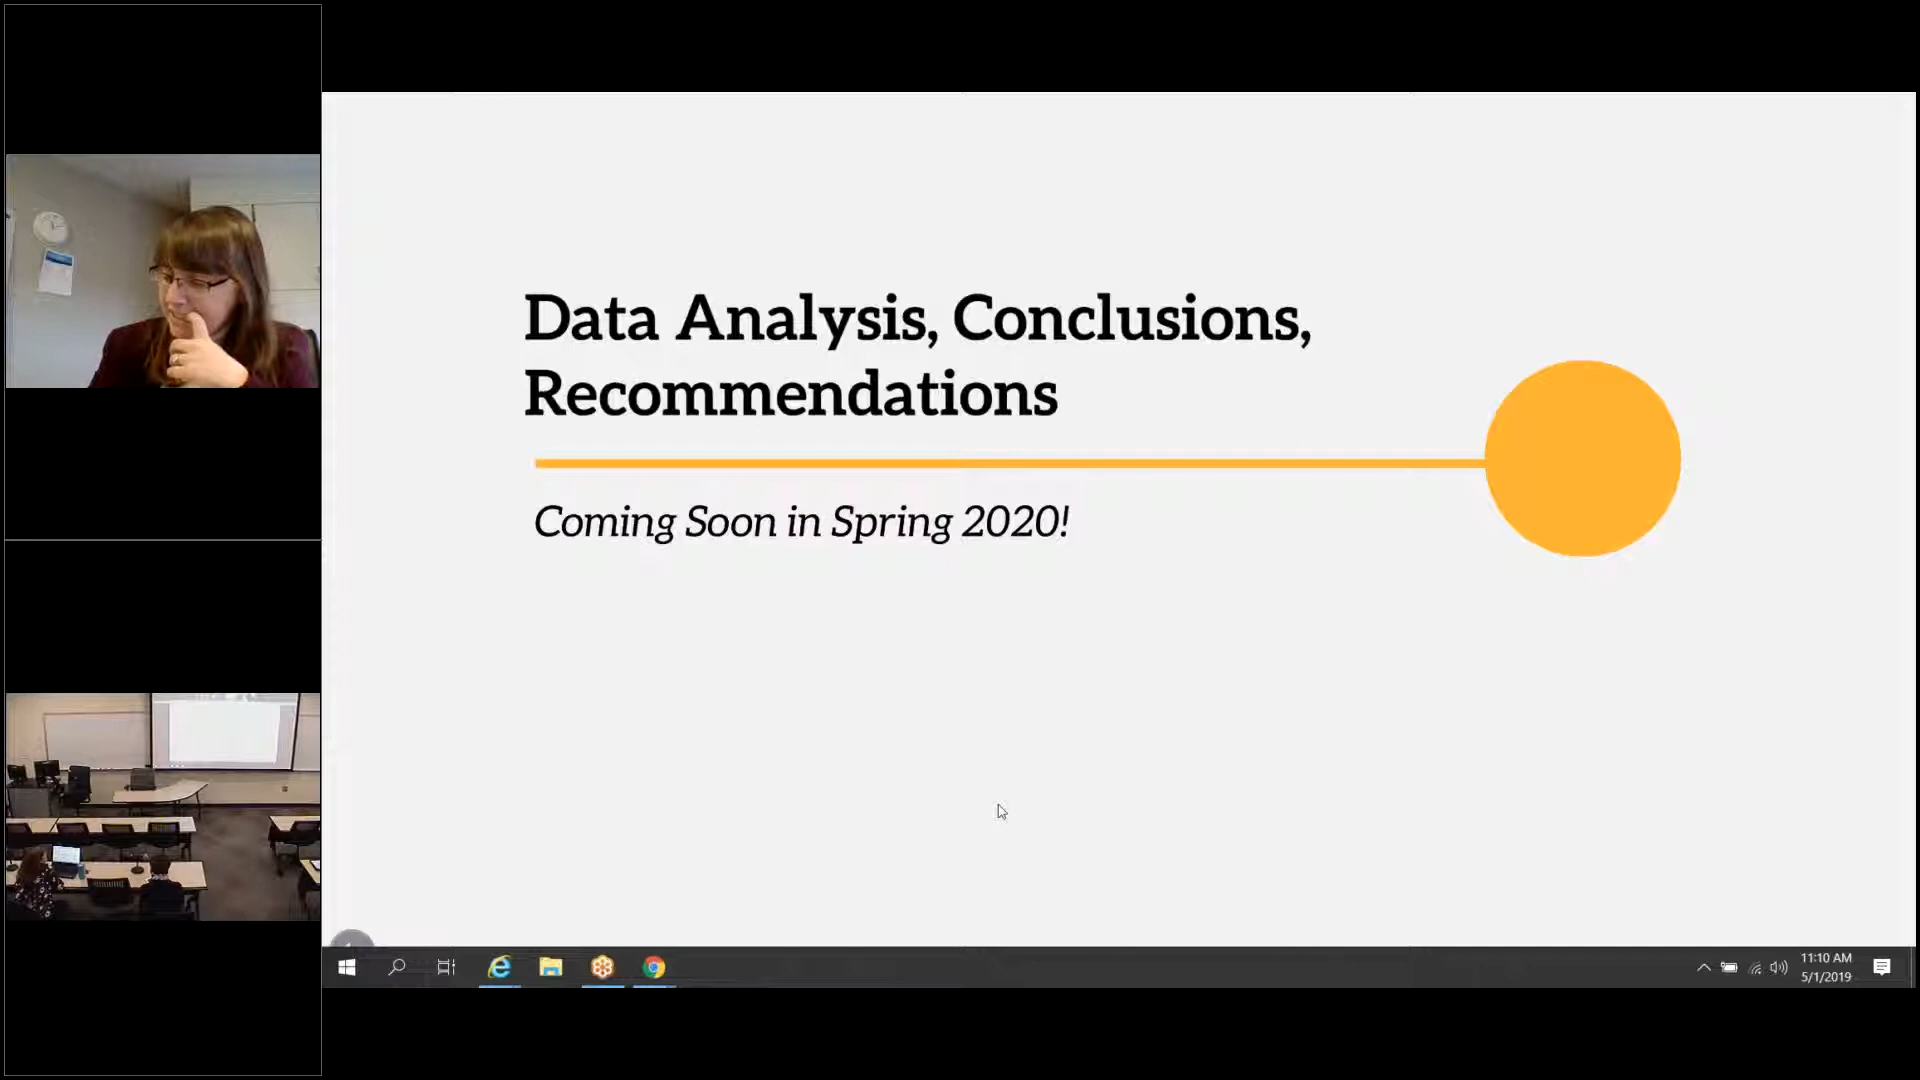 Data Analysis, Conclusions,
Recommendations
Coming Soon in Spring 2020!
11:10 AM
5/1/2019